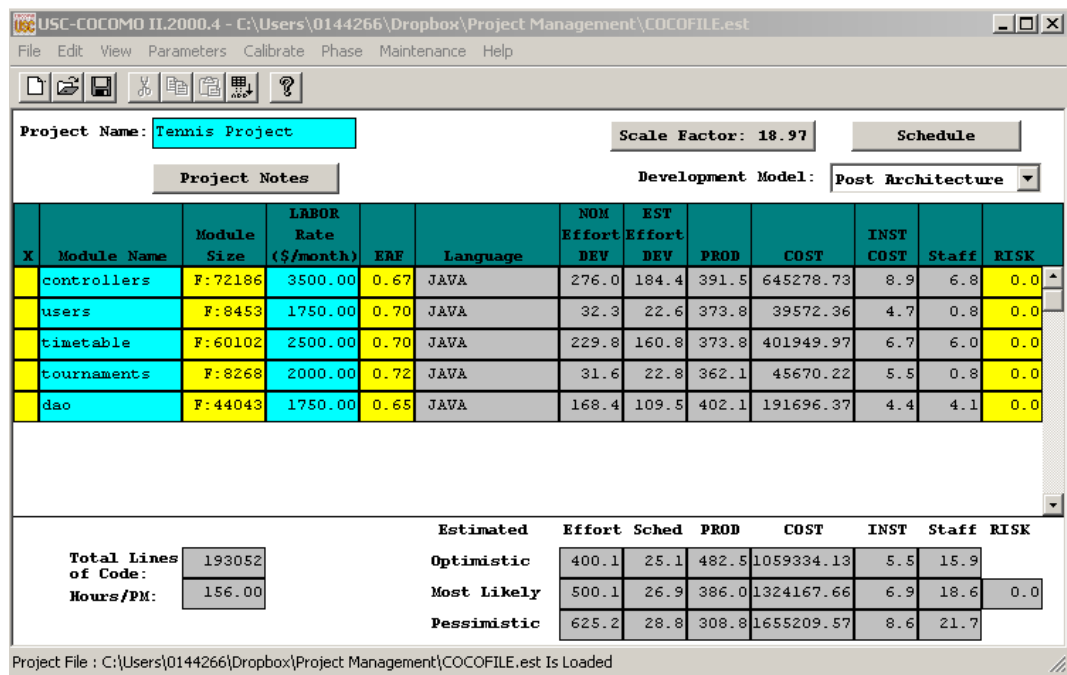 USC-COCOMO II.2000.4 - C:\Users\0144266\Dropbox\Project Management\COCOFILE.est
File Edit View Parameters Calibrate Phase Maintenance Help
Project Name: Tennis Project Scale Factor: 18.97 Schedule
Project Notes Development Model: Post Architecture
X Module Name Module Size LABOR Rate ($/month) EAF Language NOM Effort DEV EST Effort DEV PROD COST INST COST Staff RISK
controllers F:72186 3500.00 0.67 JAVA 276.0 184.4 391.5 645278.73 8.9 6.8 0.0
users F:8453 1750.00 0.70 JAVA 32.3 22.6 373.8 39572.36 4.7 0.8 0.0
timetable F:60102 2500.00 0.70 JAVA 229.8 160.8 373.8 401949.97 6.7 6.0 0.0
tournaments F:8268 2000.00 0.72 JAVA 31.6 22.8 362.1 45670.22 5.5 0.8 0.0
dao F:44043 1750.00 0.65 JAVA 168.4 109.5 402.1 191696.37 4.4 4.1 0.0
Estimated Effort Sched PROD COST INST Staff RISK
Total Lines of Code: 193052 Optimistic 400.1 25.1 482.5 1059334.13 5.5 15.9
Hours/PM: 156.00 Most Likely 500.1 26.9 386.0 1324167.66 6.9 18.6 0.0
Pessimistic 625.2 28.8 308.8 1655209.57 8.6 21.7
Project File : C:\Users\0144266\Dropbox\Project Management\COCOFILE.est Is Loaded